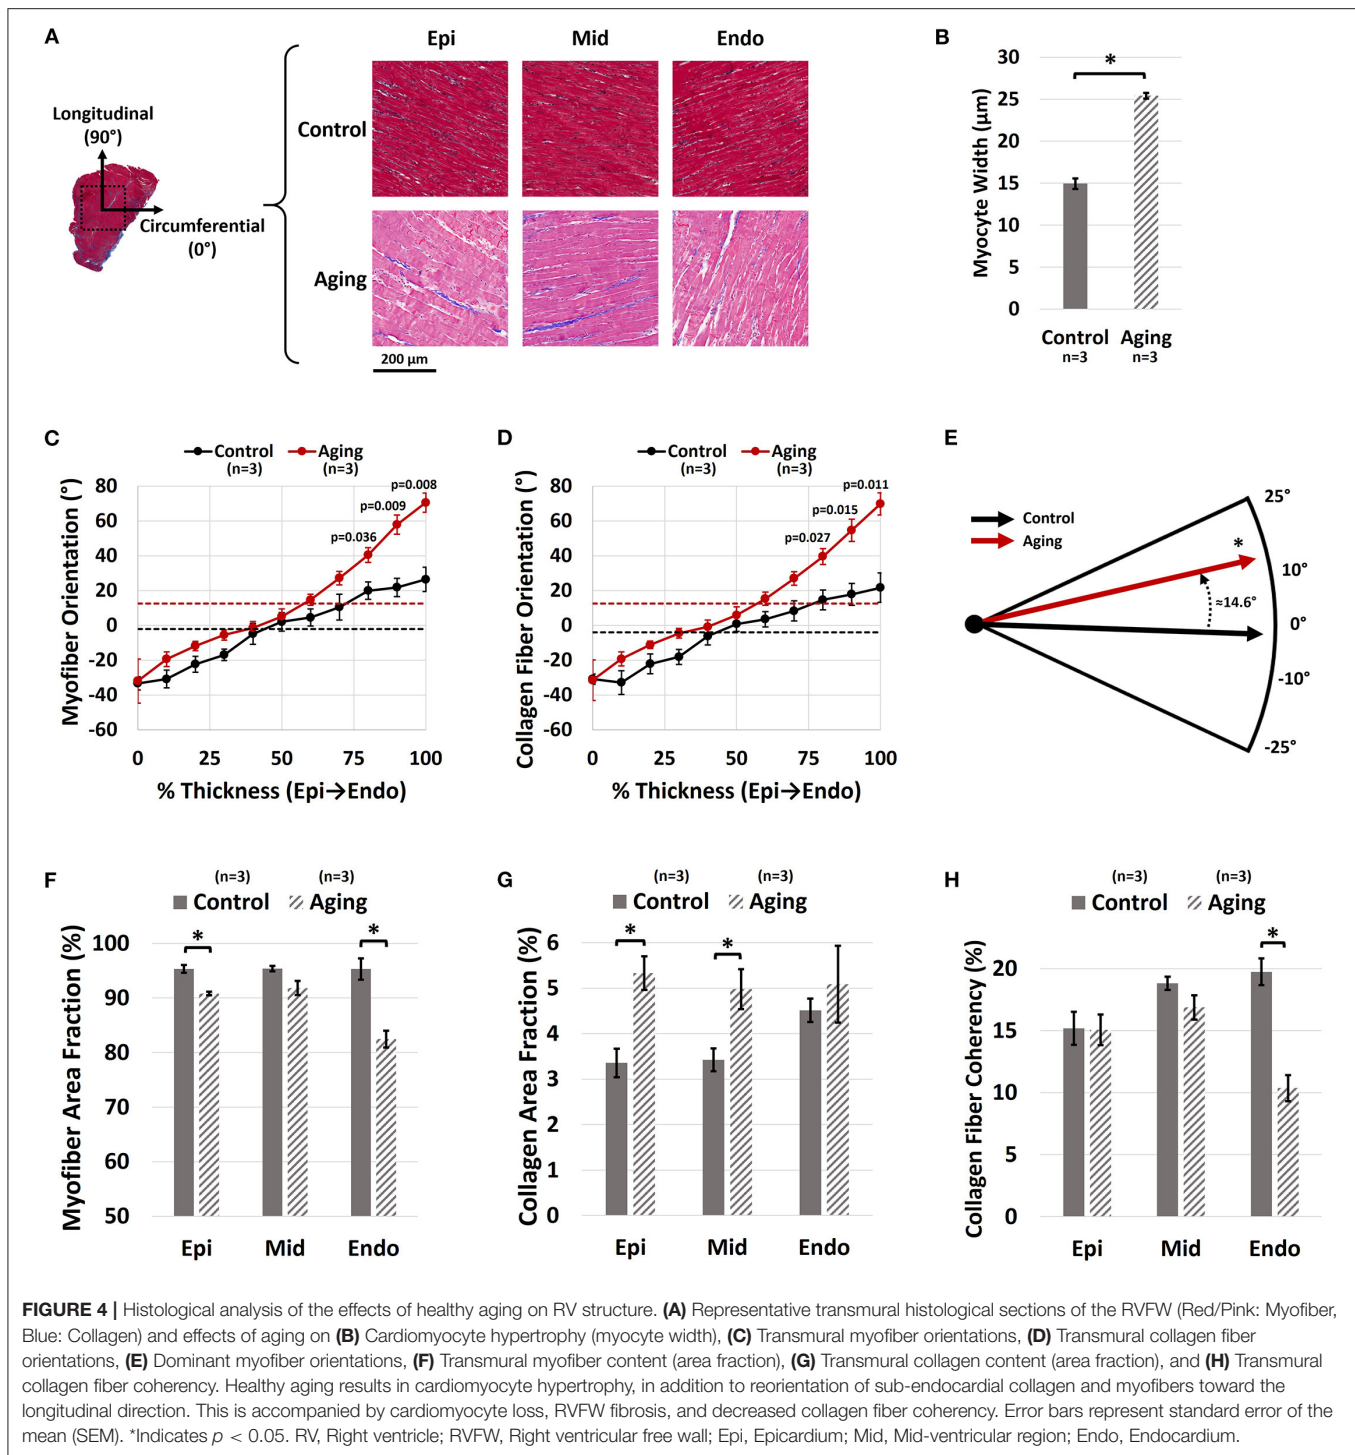 A
Epi Mid Endo
Longitudinal
(90°)
Circumferential
(0°)
Control
Aging
200 µm
B
Myocyte Width (µm)
30
25
20
15
10
5
0
*
Control Aging
n=3 n=3
C
Control Aging
(n=3) (n=3)
Myofiber Orientation (°)
80
60
40
20
0
-20
-40
-60
p=0.036
p=0.009
p=0.008
0 25 50 75 100
% Thickness (Epi→Endo)
D
Control Aging
(n=3) (n=3)
Collagen Fiber Orientation (°)
80
60
40
20
0
-20
-40
-60
p=0.027
p=0.015
p=0.011
0 25 50 75 100
% Thickness (Epi→Endo)
E
Control
Aging
*
≈14.6°
25°
10°
0°
-10°
-25°
F
(n=3) (n=3)
Control Aging
Myofiber Area Fraction (%)
100
90
80
70
60
50
* *
Epi Mid Endo
G
(n=3) (n=3)
Control Aging
Collagen Area Fraction (%)
6
5
4
3
2
1
0
* *
Epi Mid Endo
H
(n=3) (n=3)
Control Aging
Collagen Fiber Coherency (%)
20
15
10
5
0
*
Epi Mid Endo
FIGURE 4 | Histological analysis of the effects of healthy aging on RV structure. (A) Representative transmural histological sections of the RVFW (Red/Pink: Myofiber,
Blue: Collagen) and effects of aging on (B) Cardiomyocyte hypertrophy (myocyte width), (C) Transmural myofiber orientations, (D) Transmural collagen fiber
orientations, (E) Dominant myofiber orientations, (F) Transmural myofiber content (area fraction), (G) Transmural collagen content (area fraction), and (H) Transmural
collagen fiber coherency. Healthy aging results in cardiomyocyte hypertrophy, in addition to reorientation of sub-endocardial collagen and myofibers toward the
longitudinal direction. This is accompanied by cardiomyocyte loss, RVFW fibrosis, and decreased collagen fiber coherency. Error bars represent standard error of the
mean (SEM). *Indicates p < 0.05. RV, Right ventricle; RVFW, Right ventricular free wall; Epi, Epicardium; Mid, Mid-ventricular region; Endo, Endocardium.